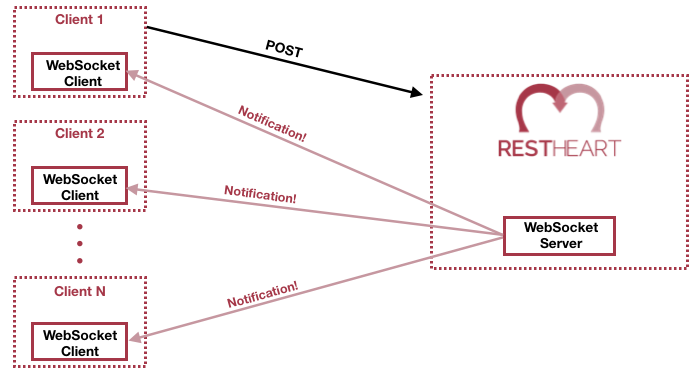 Client 1
WebSocket
Client
POST
Notification!
RESTHEART
Client 2
WebSocket
Client
Notification!
WebSocket
Server
Client N
Notification!
WebSocket
Client